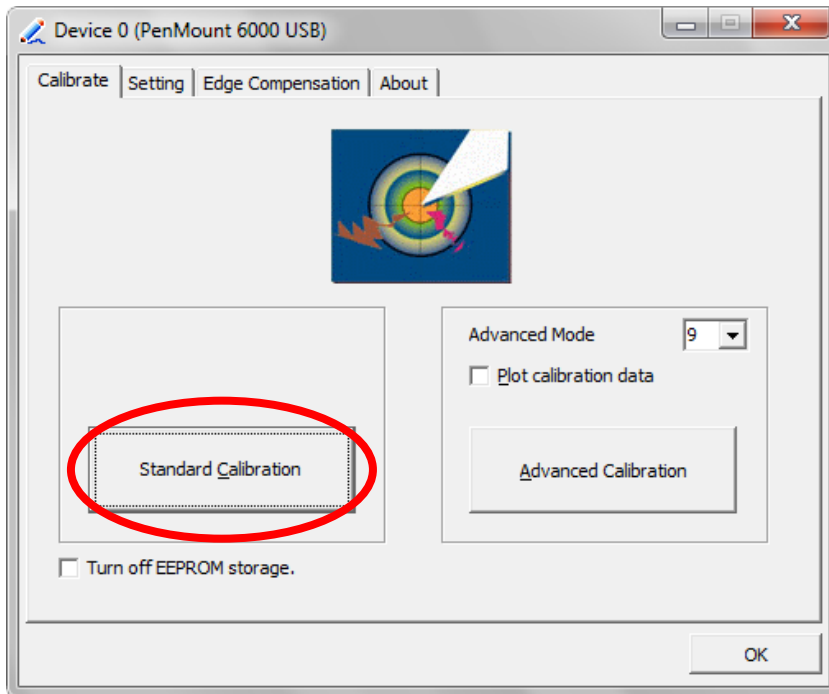 Device 0 (PenMount 6000 USB)
Calibrate Setting Edge Compensation About
Advanced Mode 9
Plot calibration data
Standard Calibration
Advanced Calibration
Turn off EEPROM storage.
OK